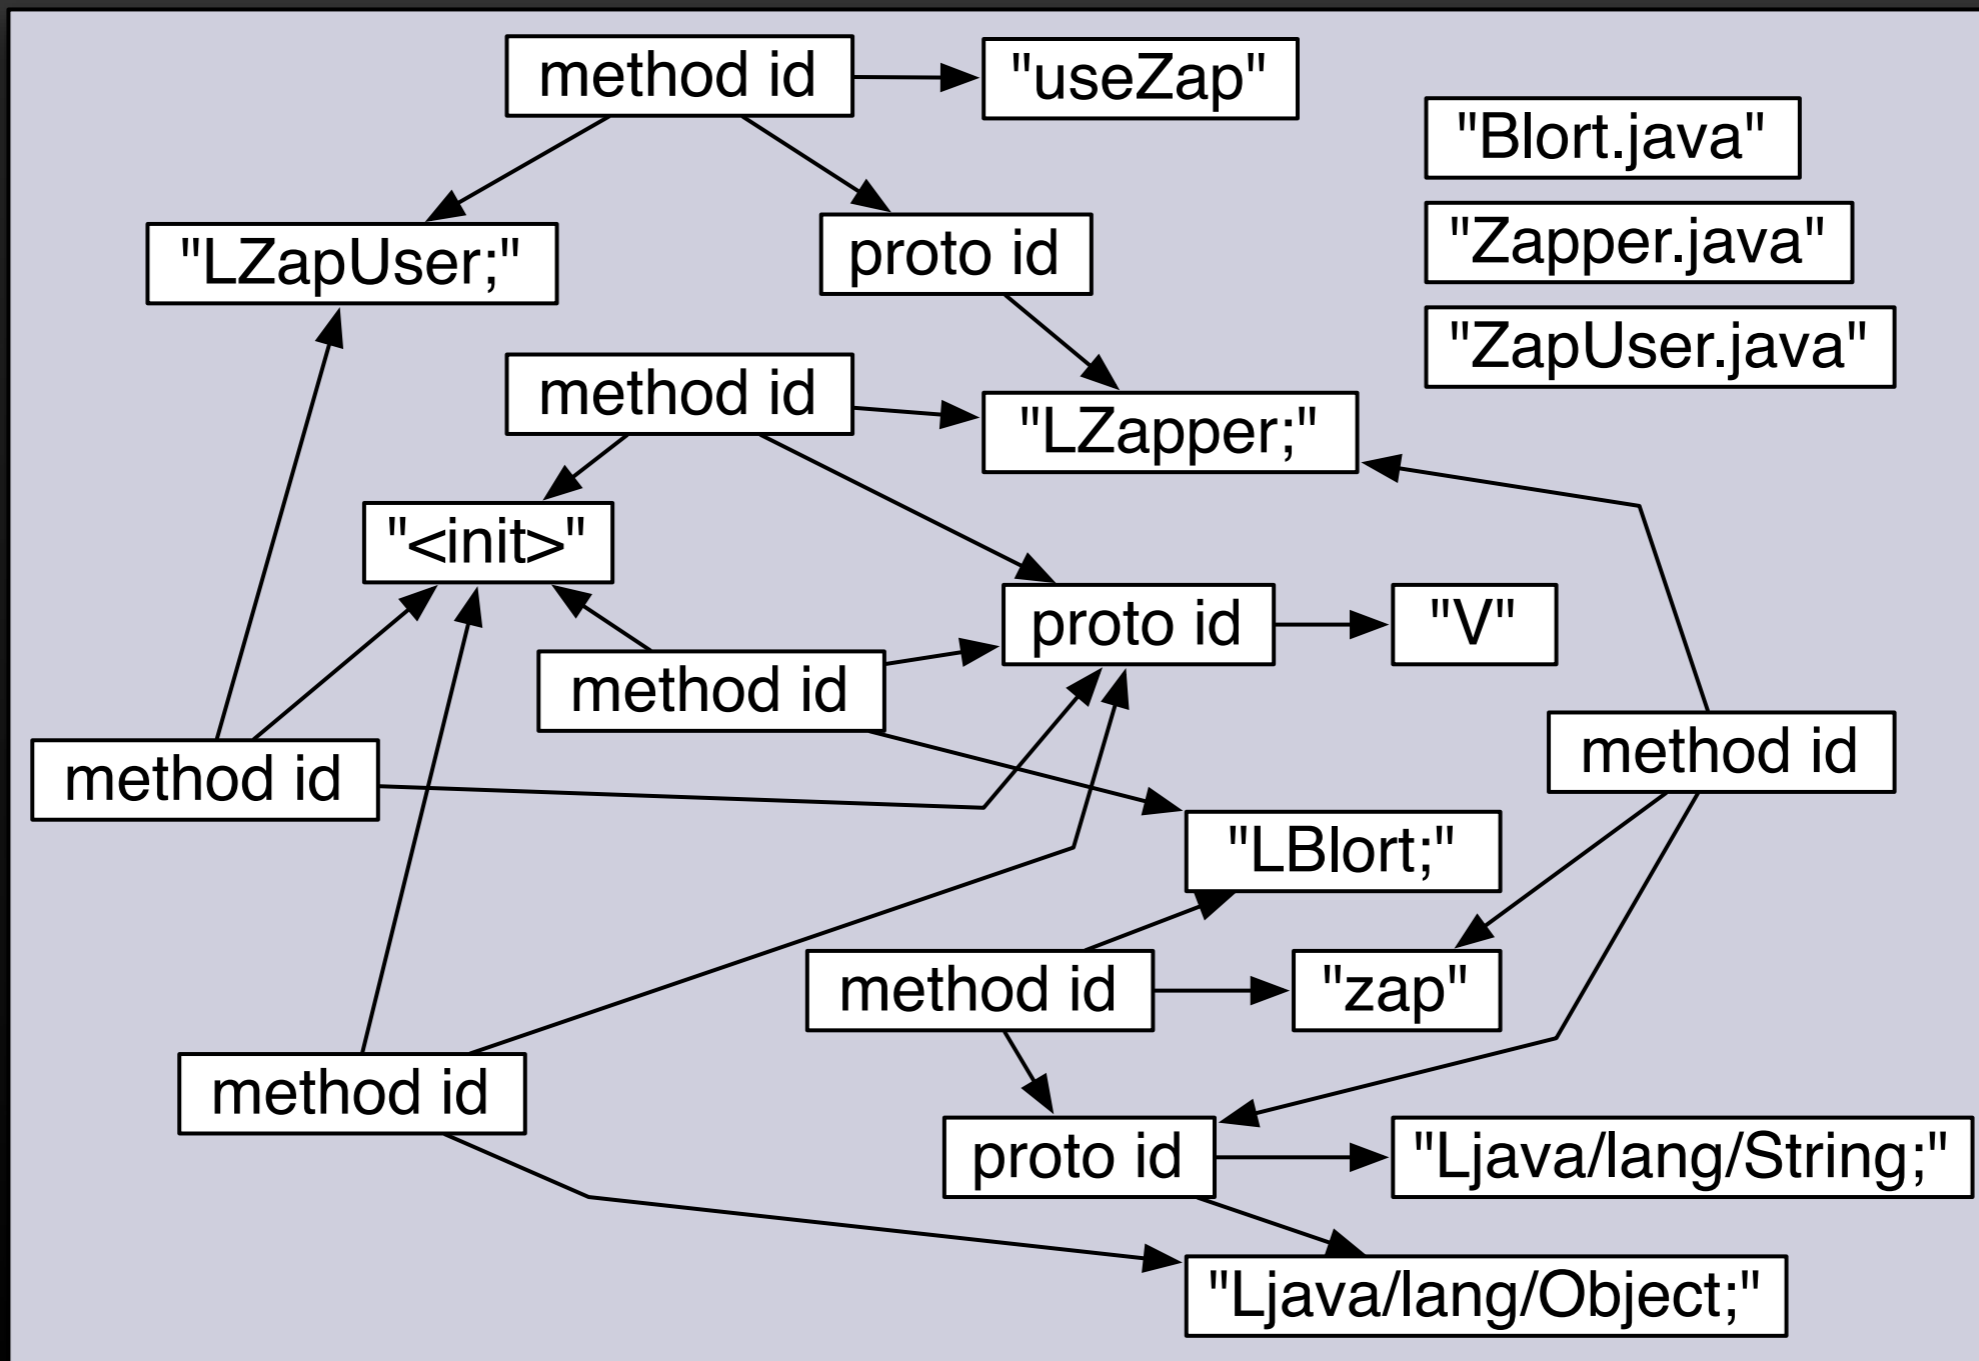 method id
"useZap"
"Blort.java"
"LZapUser;"
proto id
"Zapper.java"
"ZapUser.java"
method id
"LZapper;"
"<init>"
proto id
"V"
method id
method id
method id
"LBlort;"
method id
"zap"
method id
proto id
"Ljava/lang/String;"
"Ljava/lang/Object;"